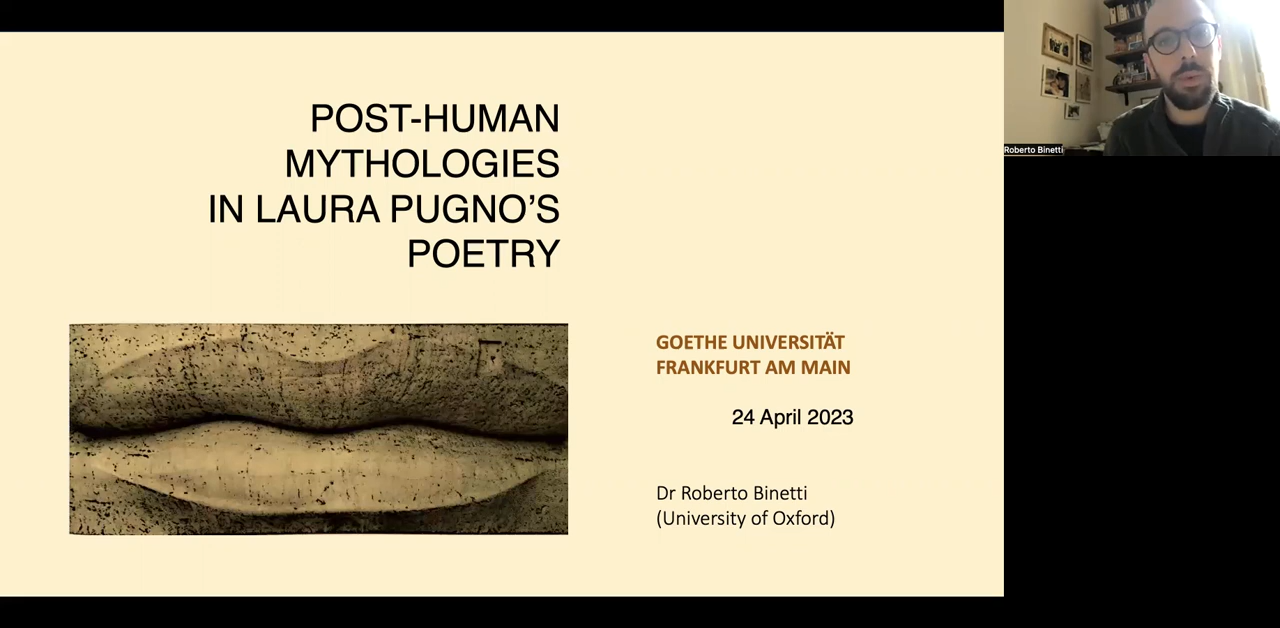 POST-HUMAN
MYTHOLOGIES
IN LAURA PUGNO’S
POETRY
GOETHE UNIVERSITÄT
FRANKFURT AM MAIN
24 April 2023
Dr Roberto Binetti
(University of Oxford)
Roberto Binetti